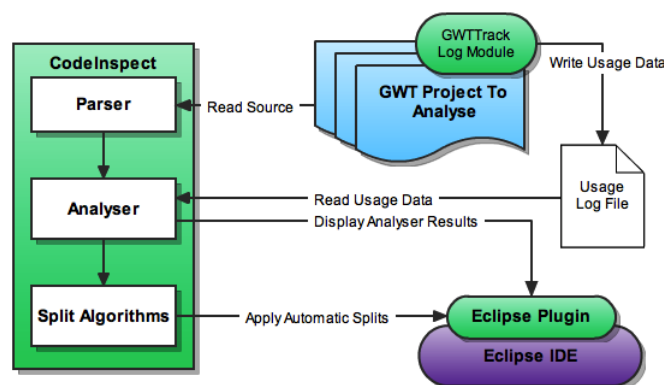 GWTTrack
Log Module
CodeInspect
Write Usage Data
Parser
Read Source
GWT Project To
Analyse
Analyser
Read Usage Data
Usage
Log File
Display Analyser Results
Split Algorithms
Apply Automatic Splits
Eclipse Plugin
Eclipse IDE